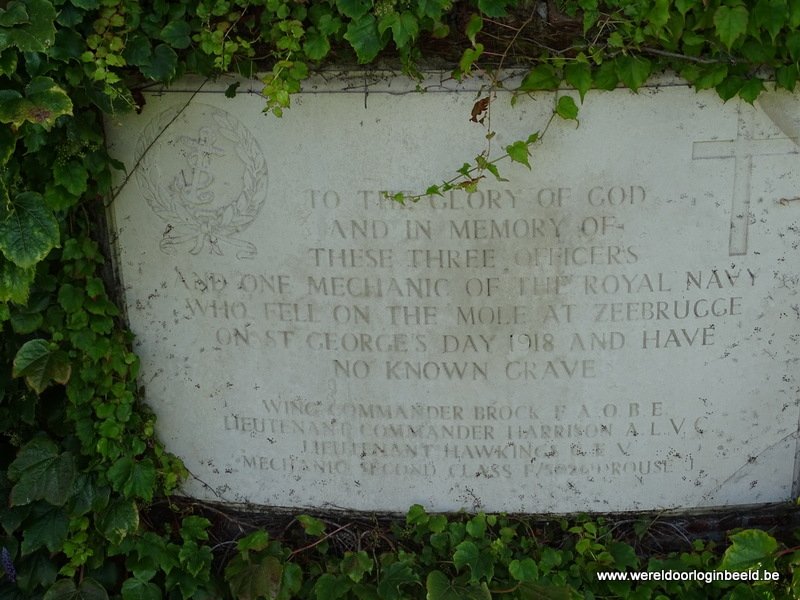 TO THE GLORY OF GOD
AND IN MEMORY OF
THESE THREE OFFICERS
AND ONE MECHANIC OF THE ROYAL NAVY
WHO FELL ON THE MOLE AT ZEEBRUGGE
ON ST GEORGE'S DAY 1918 AND HAVE
NO KNOWN GRAVE
WING COMMANDER BROCK F. A. O.B.E.
LIEUTENANT COMMANDER HARRISON A.L. V.C.
LIEUTENANT HAWKINGS G.E.V.
MECHANIC SECOND CLASS ROUSE J
www.wereldoorloginbeeld.be